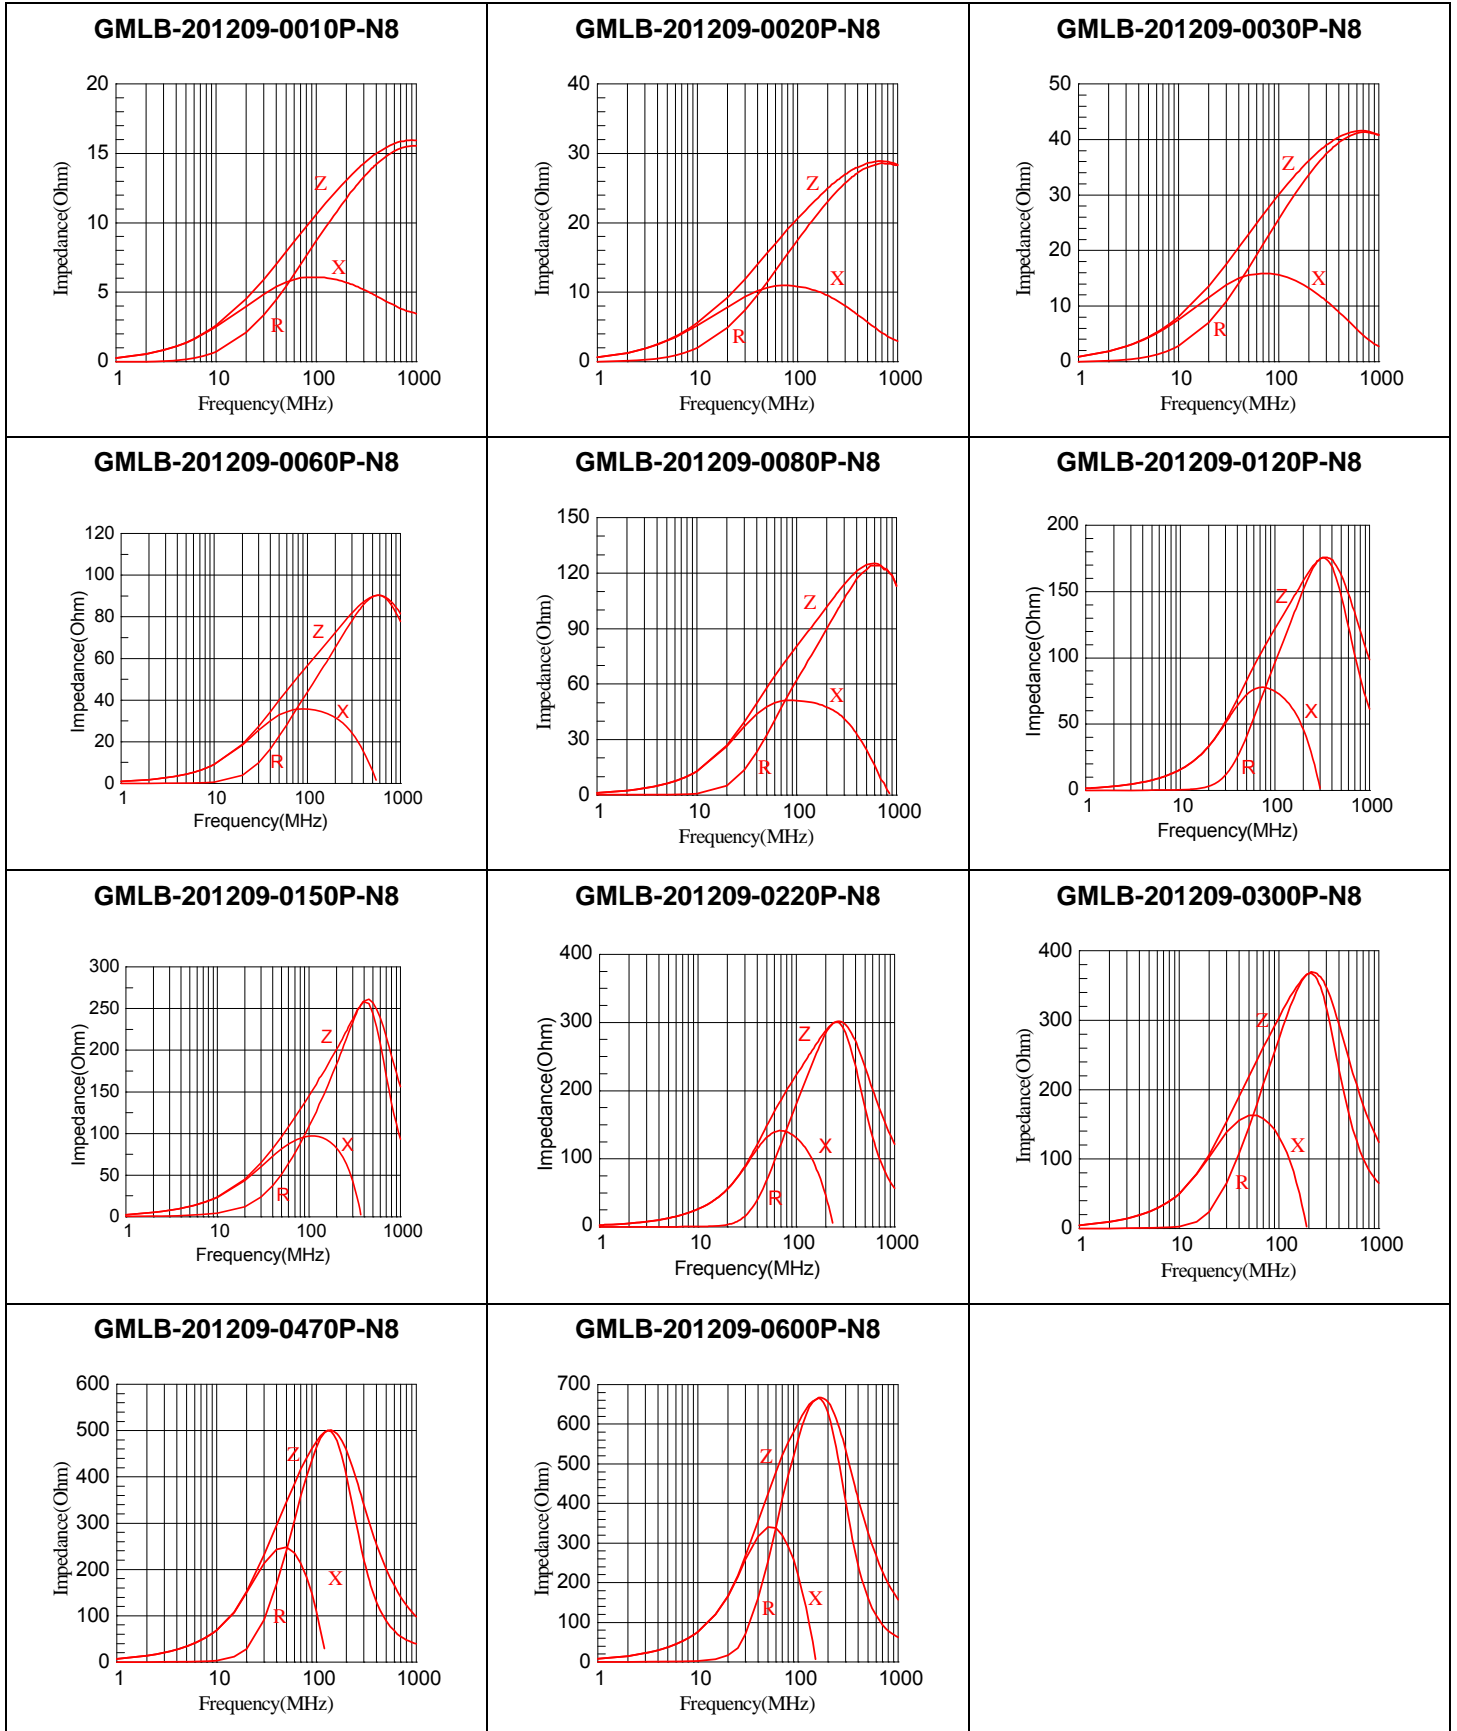 GMLB-201209-0010P-N8
GMLB-201209-0020P-N8
GMLB-201209-0030P-N8
20
15
10
5
0
Impedance(Ohm)
Z
X
R
1 10 100 1000
Frequency(MHz)
40
30
20
10
0
Impedance(Ohm)
Z
X
R
1 10 100 1000
Frequency(MHz)
50
40
30
20
10
0
Impedance(Ohm)
Z
X
R
1 10 100 1000
Frequency(MHz)
GMLB-201209-0060P-N8
GMLB-201209-0080P-N8
GMLB-201209-0120P-N8
120
100
80
60
40
20
0
Impedance(Ohm)
Z
X
R
1 10 100 1000
Frequency(MHz)
150
120
90
60
30
0
Impedance(Ohm)
Z
X
R
1 10 100 1000
Frequency(MHz)
200
150
100
50
0
Impedance(Ohm)
Z
X
R
1 10 100 1000
Frequency(MHz)
GMLB-201209-0150P-N8
GMLB-201209-0220P-N8
GMLB-201209-0300P-N8
300
250
200
150
100
50
0
Impedance(Ohm)
Z
X
R
1 10 100 1000
Frequency(MHz)
400
300
200
100
0
Impedance(Ohm)
Z
X
R
1 10 100 1000
Frequency(MHz)
400
300
200
100
0
Impedance(Ohm)
Z
X
R
1 10 100 1000
Frequency(MHz)
GMLB-201209-0470P-N8
GMLB-201209-0600P-N8
600
500
400
300
200
100
0
Impedance(Ohm)
Z
X
R
1 10 100 1000
Frequency(MHz)
700
600
500
400
300
200
100
0
Impedance(Ohm)
Z
X
R
1 10 100 1000
Frequency(MHz)